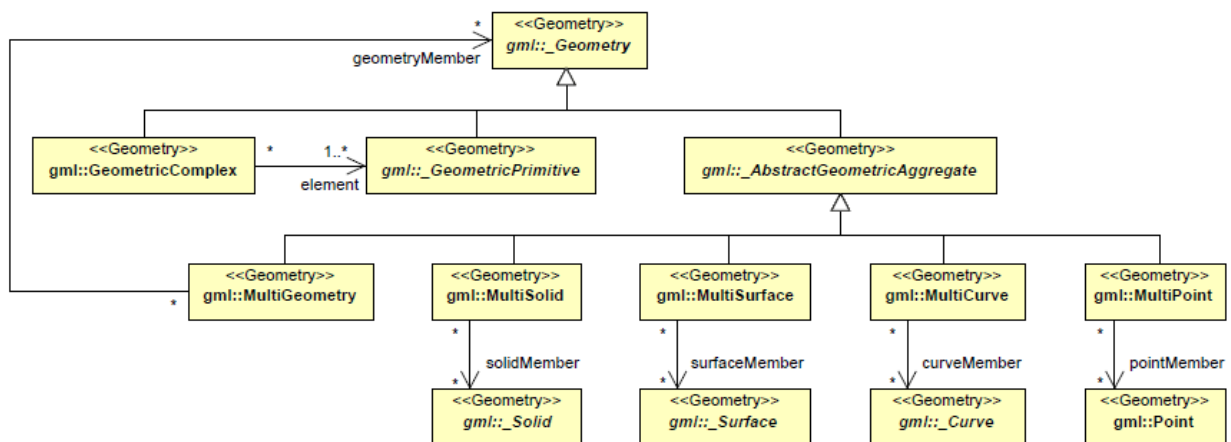 <<Geometry>>
gml::_Geometry
*
geometryMember
<<Geometry>>
gml::GeometricComplex
*
1..*
element
<<Geometry>>
gml::_GeometricPrimitive
<<Geometry>>
gml::_AbstractGeometricAggregate
<<Geometry>>
gml::MultiGeometry
*
<<Geometry>>
gml::MultiSolid
<<Geometry>>
gml::MultiSurface
<<Geometry>>
gml::MultiCurve
<<Geometry>>
gml::MultiPoint
*
solidMember
*
*
surfaceMember
*
*
curveMember
*
*
pointMember
*
<<Geometry>>
gml::_Solid
<<Geometry>>
gml::_Surface
<<Geometry>>
gml::_Curve
<<Geometry>>
gml::Point